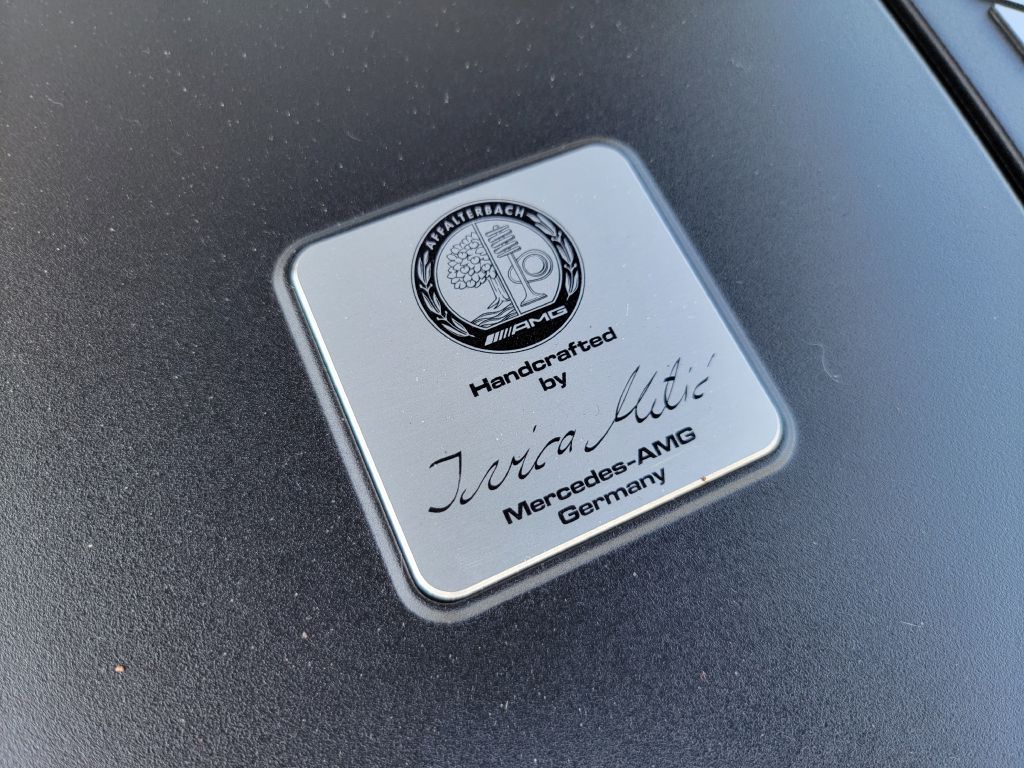 AFFALTERBACH
AMG
Handcrafted
by
Ivica Mitić
Mercedes-AMG
Germany